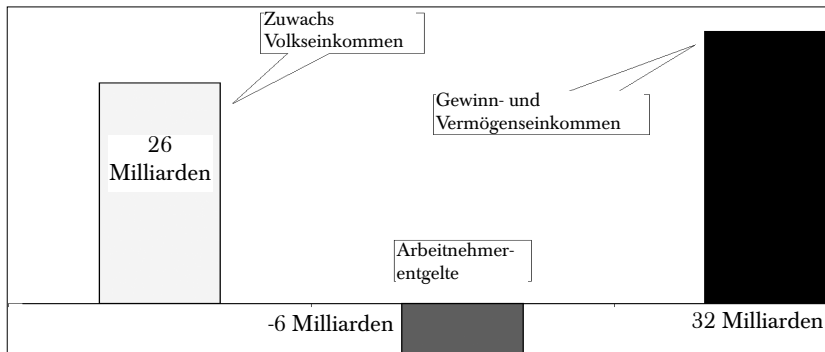 Zuwachs
Volkseinkommen
Gewinn- und
Vermögenseinkommen
26
Milliarden
Arbeitnehmer-
entgelte
-6 Milliarden
32 Milliarden